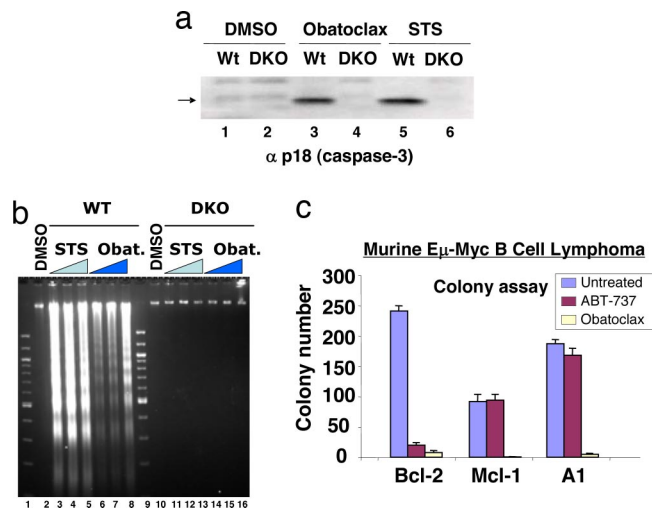 a
DMSO Obatoclax STS
Wt DKO Wt DKO Wt DKO
1 2 3 4 5 6
α p18 (caspase-3)
b
WT DKO
DMSO STS Obat. DMSO STS Obat.
1 2 3 4 5 6 7 8 9 10 11 12 13 14 15 16
c
Murine Eμ-Myc B Cell Lymphoma
Colony assay
Untreated
ABT-737
Obatoclax
Colony number
300
250
200
150
100
50
0
Bcl-2 Mcl-1 A1